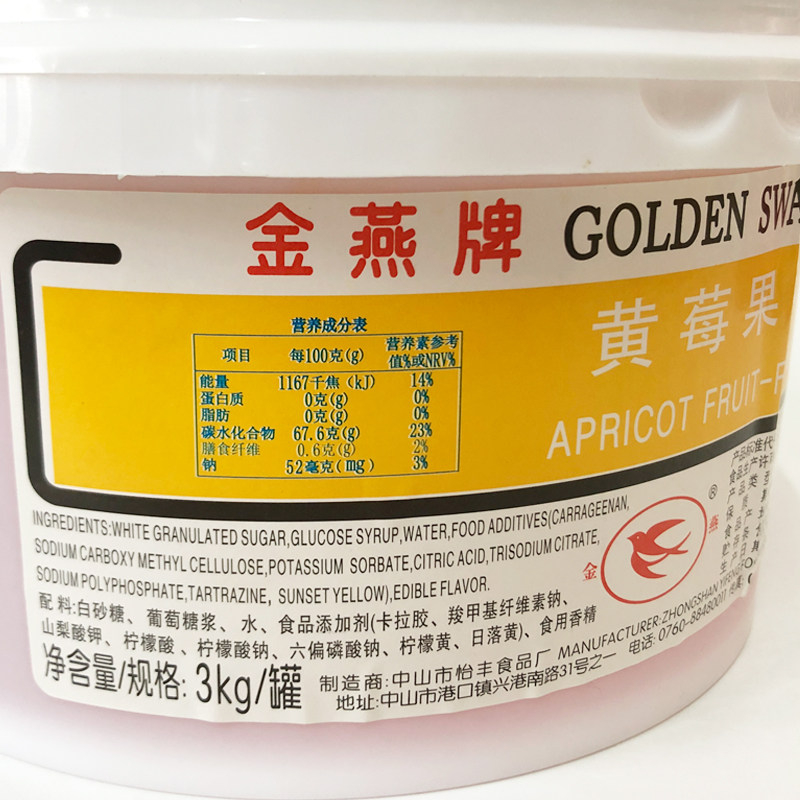 金燕牌 GOLDEN SWA
黄莓果
APRICOT FRUIT-F
营养成分表
项目 每100克(g) 营养素参考值%或NRV%
能量 1167千焦 (kJ) 14%
蛋白质 0克(g) 0%
脂肪 0克(g) 0%
碳水化合物 67.6克(g) 23%
膳食纤维 0.6克(g) 2%
钠 52毫克(mg) 3%
INGREDIENTS:WHITE GRANULATED SUGAR,GLUCOSE SYRUP,WATER,FOOD ADDITIVES(CARRAGEENAN,
SODIUM CARBOXY METHYL CELLULOSE,POTASSIUM SORBATE,CITRIC ACID,TRISODIUM CITRATE,
SODIUM POLYPHOSPHATE,TARTRAZINE, SUNSET YELLOW),EDIBLE FLAVOR.
配 料:白砂糖、葡萄糖浆、水、食品添加剂(卡拉胶、羧甲基纤维素钠、
山梨酸钾、柠檬酸、柠檬酸钠、六偏磷酸钠、柠檬黄、日落黄)、食用香精
净含量/规格: 3kg/罐
制造商:中山市怡丰食品厂 MANUFACTURER:ZHONGSHAN YIFENG
地址:中山市港口镇兴港南路31号之一 电话: 0760-88480011
金 燕 ®